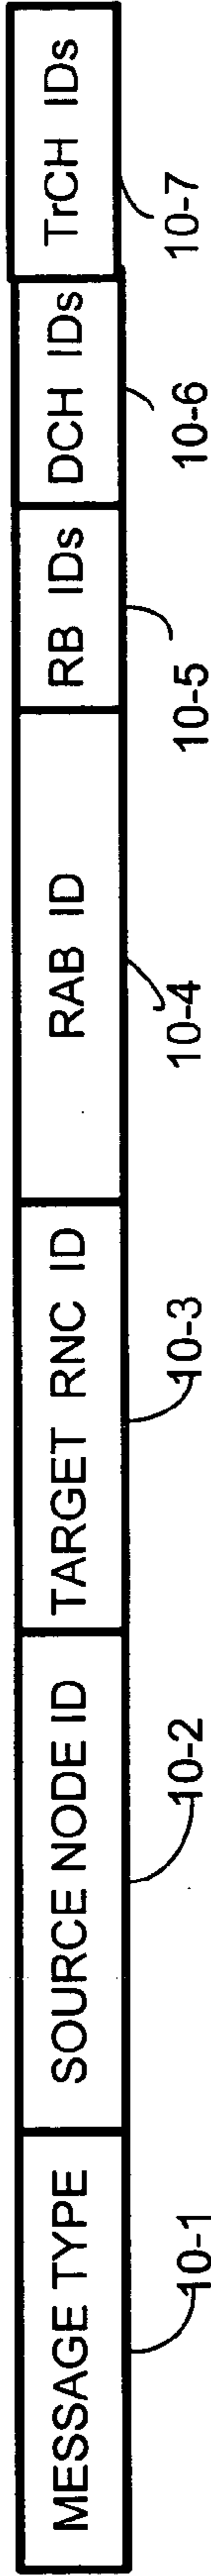 MESSAGE TYPE
SOURCE NODE ID
TARGET RNC ID
RAB ID
RB IDs
DCH IDs
TrCH IDs
10-1
10-2
10-3
10-4
10-5
10-6
10-7